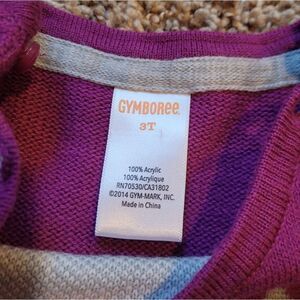 GYMBOREE
3T
100% Acrylic
100% Acrylique
RN70530/CA31802
©2014 GYM-MARK, INC.
Made in China